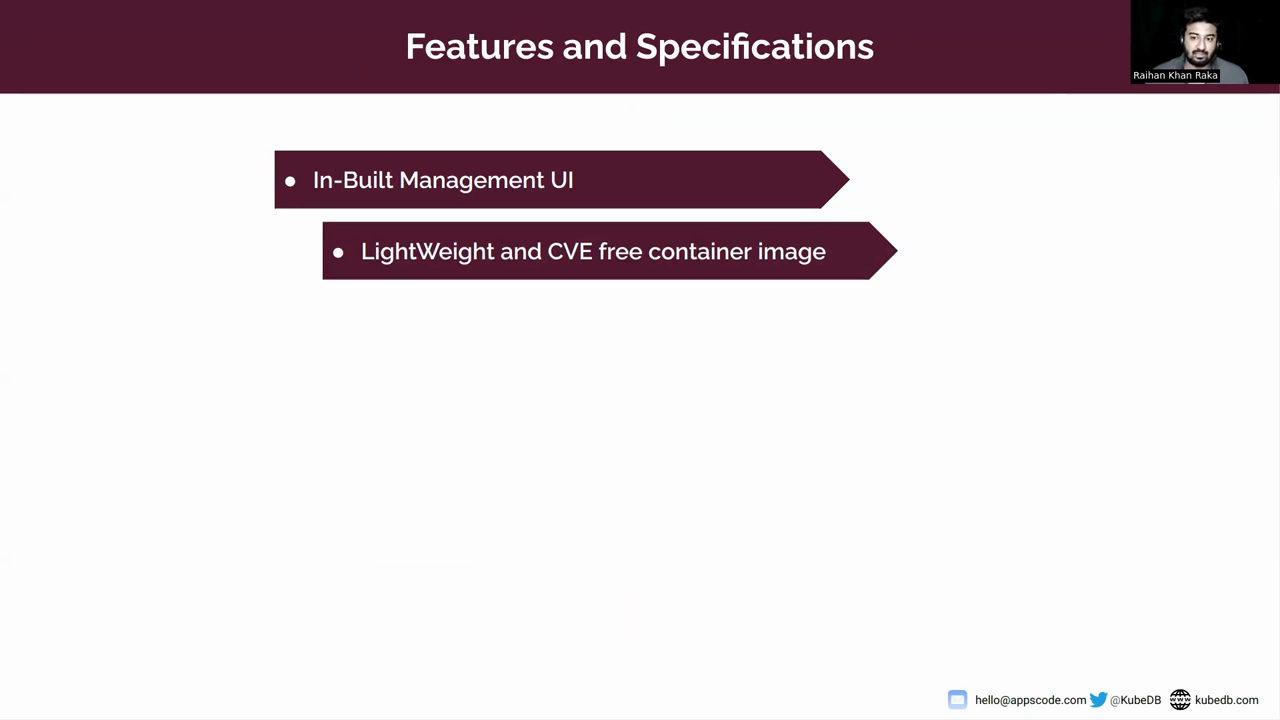 Features and Specifications
Raihan Khan Raka
● In-Built Management UI
● LightWeight and CVE free container image
hello@appscode.com @KubeDB kubedb.com